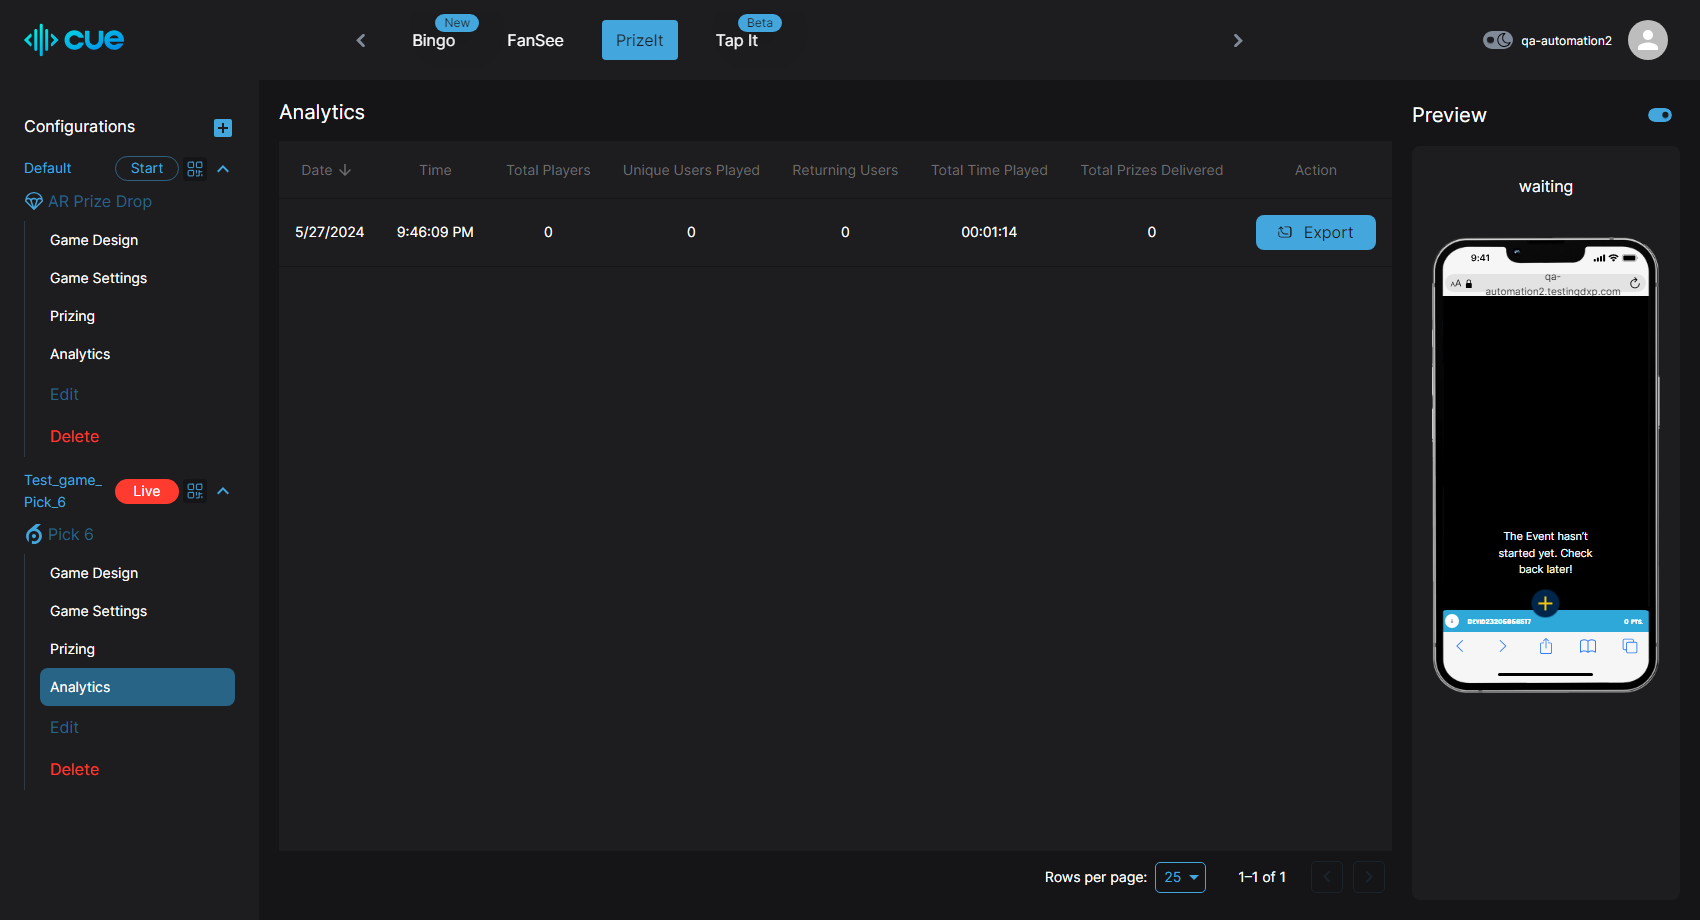 cue
New
Bingo
FanSee
PrizeIt
Beta
Tap It
qa-automation2
Configurations
Default
Start
AR Prize Drop
Game Design
Game Settings
Prizing
Analytics
Edit
Delete
Test_game_
Pick_6
Live
Pick 6
Game Design
Game Settings
Prizing
Analytics
Edit
Delete
Analytics
Date Time Total Players Unique Users Played Returning Users Total Time Played Total Prizes Delivered Action
5/27/2024 9:46:09 PM 0 0 0 00:01:14 0 Export
Rows per page: 25 1–1 of 1
Preview
waiting
9:41
AA
qa-
automation2.testingdxp.com
The Event hasn't
started yet. Check
back later!
0 PTS.